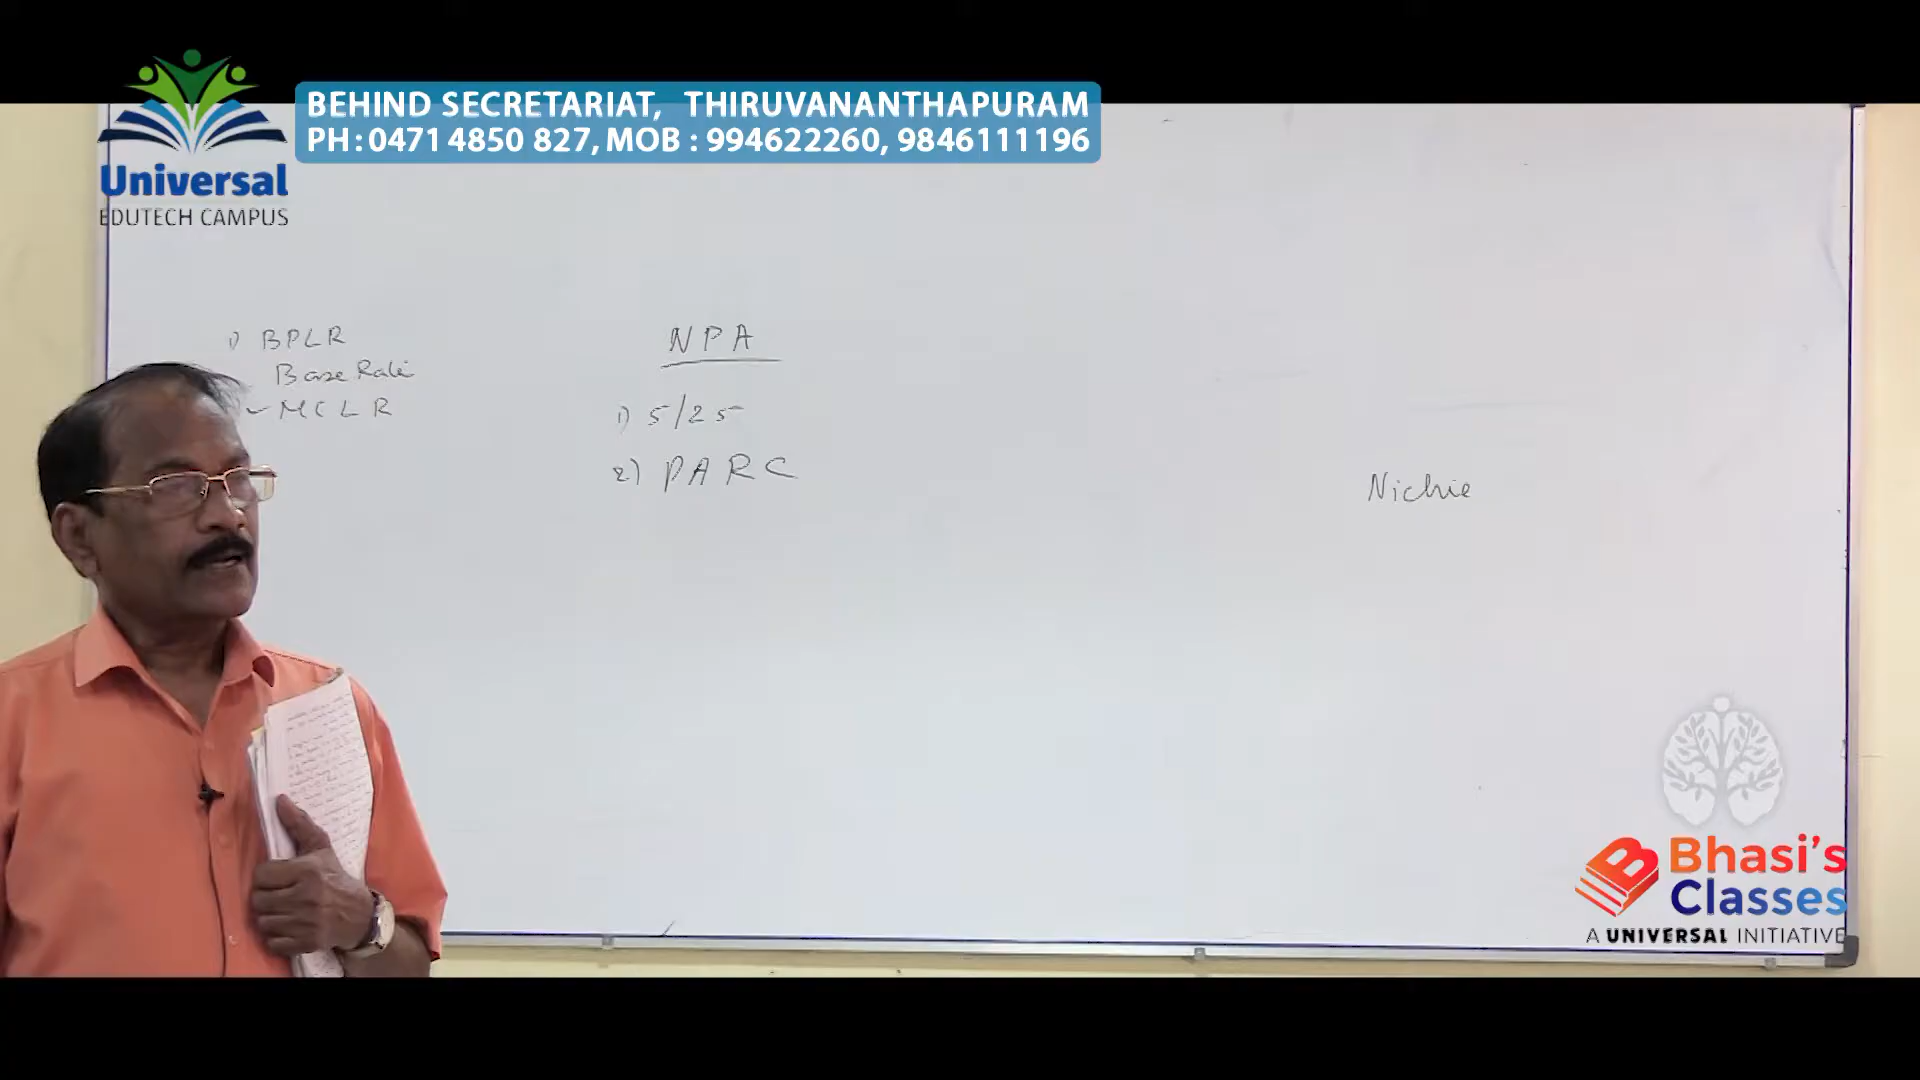 BEHIND SECRETARIAT, THIRUVANANTHAPURAM
PH : 0471 4850 827, MOB : 994622260, 9846111196
Universal
EDUTECH CAMPUS
1) BPLR
Base Rate
MCLR
NPA
1) 5/25
2) PARC
Nichie
Bhasi's
Classes
A UNIVERSAL INITIATIVE